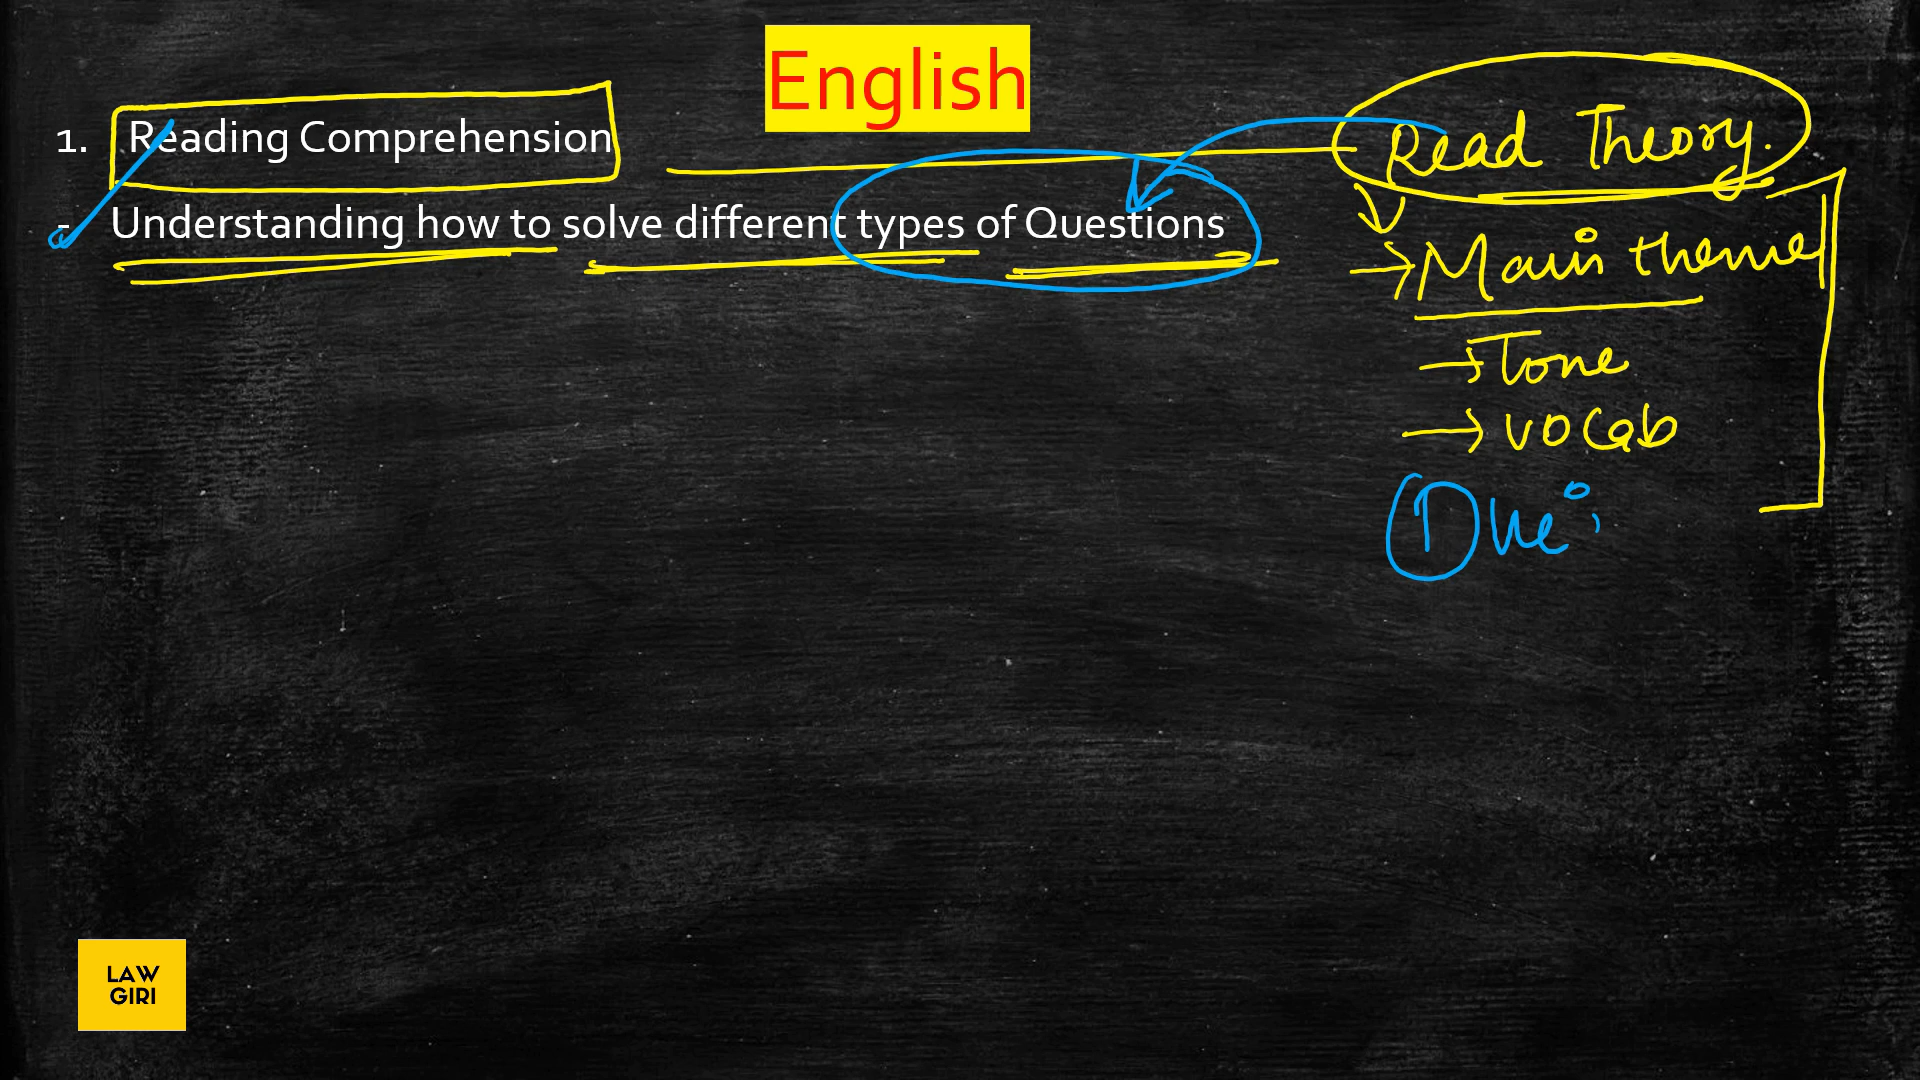 English
1. Reading Comprehension
- Understanding how to solve different types of Questions
Read Theory.
→ Main theme
→ Tone
→ vocab
LAW
GIRI